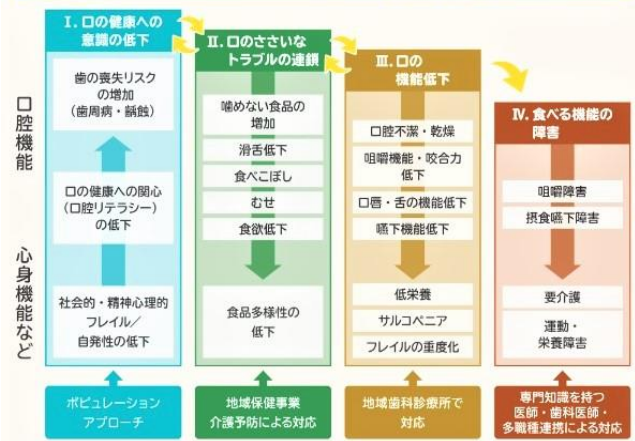 I. 口の健康への
意識の低下
II. 口のささいな
トラブルの連鎖
III. 口の
機能低下
IV. 食べる機能の
障害
口腔機能
心身機能など
歯の喪失リスク
の増加
(歯周病・齲蝕)
口の健康への関心
(口腔リテラシー)
の低下
社会的・精神心理的
フレイル/
自発性の低下
噛めない食品の
増加
滑舌低下
食べこぼし
むせ
食欲低下
食品多様性の
低下
口腔不潔・乾燥
咀嚼機能・咬合力
低下
口唇・舌の機能低下
嚥下機能低下
低栄養
サルコペニア
フレイルの重度化
咀嚼障害
摂食嚥下障害
要介護
運動・
栄養障害
ポピュレーション
アプローチ
地域保健事業
介護予防による対応
地域歯科診療所で
対応
専門知識を持つ
医師・歯科医師・
多職種連携による対応